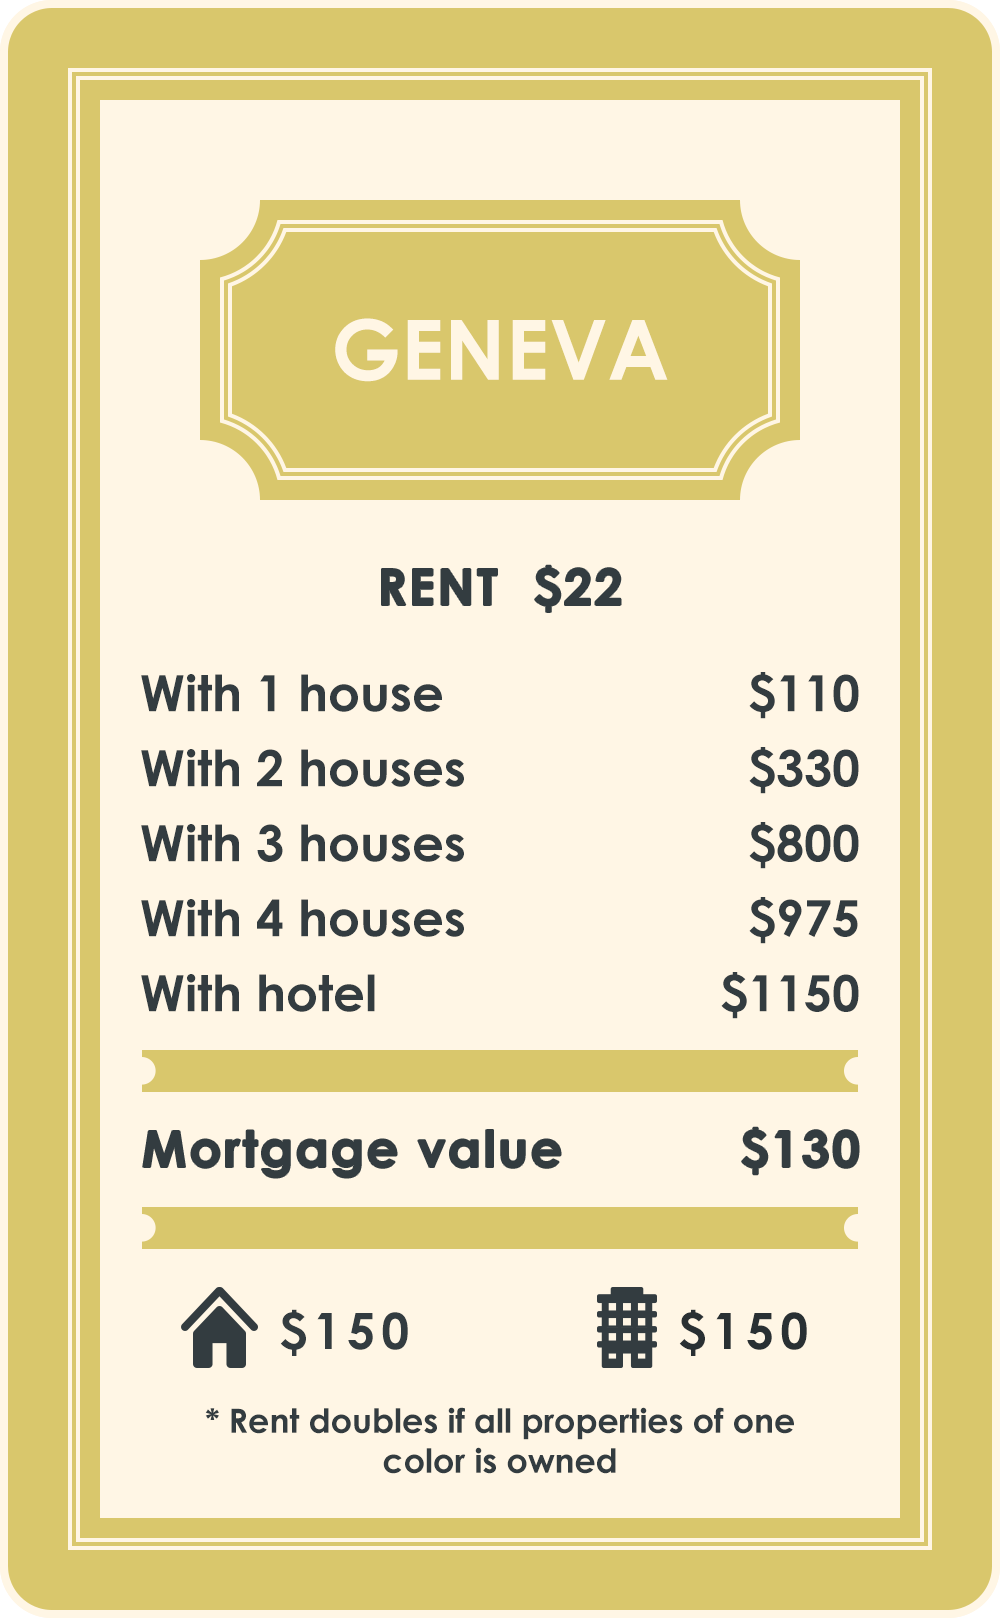 GENEVA
RENT $22
With 1 house $110
With 2 houses $330
With 3 houses $800
With 4 houses $975
With hotel $1150
Mortgage value $130
$150 $150
* Rent doubles if all properties of one
color is owned